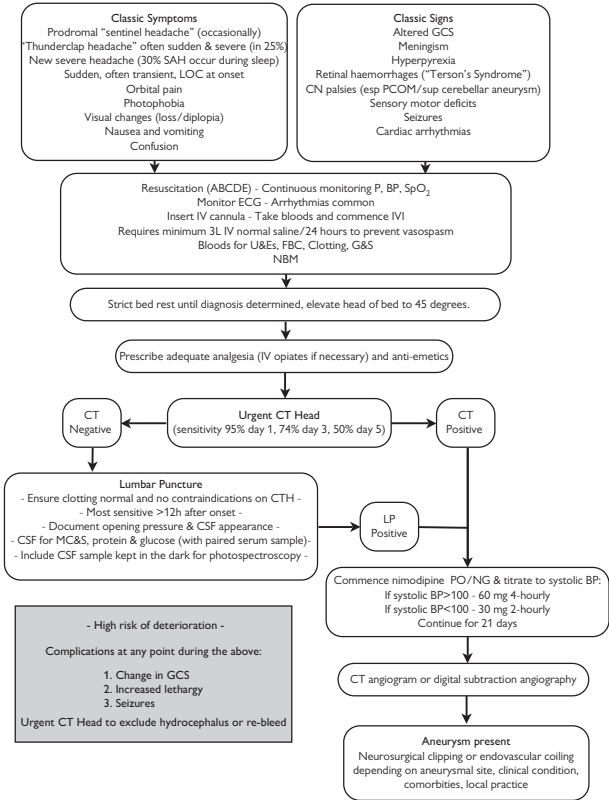 Classic Symptoms
Prodromal “sentinel headache” (occasionally)
“Thunderclap headache” often sudden & severe (in 25%)
New severe headache (30% SAH occur during sleep)
Sudden, often transient, LOC at onset
Orbital pain
Photophobia
Visual changes (loss/diplopia)
Nausea and vomiting
Confusion
Classic Signs
Altered GCS
Meningism
Hyperpyrexia
Retinal haemorrhages (“Terson’s Syndrome”)
CN palsies (esp PCOM/sup cerebellar aneurysm)
Sensory motor deficits
Seizures
Cardiac arrhythmias
Resuscitation (ABCDE) - Continuous monitoring P, BP, SpO2
Monitor ECG - Arrhythmias common
Insert IV cannula - Take bloods and commence IVI
Requires minimum 3L IV normal saline/24 hours to prevent vasospasm
Bloods for U&Es, FBC, Clotting, G&S
NBM
Strict bed rest until diagnosis determined, elevate head of bed to 45 degrees.
Prescribe adequate analgesia (IV opiates if necessary) and anti-emetics
CT
Negative
Urgent CT Head
(sensitivity 95% day 1, 74% day 3, 50% day 5)
CT
Positive
Lumbar Puncture
- Ensure clotting normal and no contraindications on CTH -
- Most sensitive >12h after onset -
- Document opening pressure & CSF appearance -
- CSF for MC&S, protein & glucose (with paired serum sample)-
- Include CSF sample kept in the dark for photospectroscopy -
LP
Positive
Commence nimodipine PO/NG & titrate to systolic BP:
If systolic BP>100 - 60 mg 4-hourly
If systolic BP<100 - 30 mg 2-hourly
Continue for 21 days
- High risk of deterioration -
Complications at any point during the above:
1. Change in GCS
2. Increased lethargy
3. Seizures
Urgent CT Head to exclude hydrocephalus or re-bleed
CT angiogram or digital subtraction angiography
Aneurysm present
Neurosurgical clipping or endovascular coiling
depending on aneurysmal site, clinical condition,
comorbities, local practice